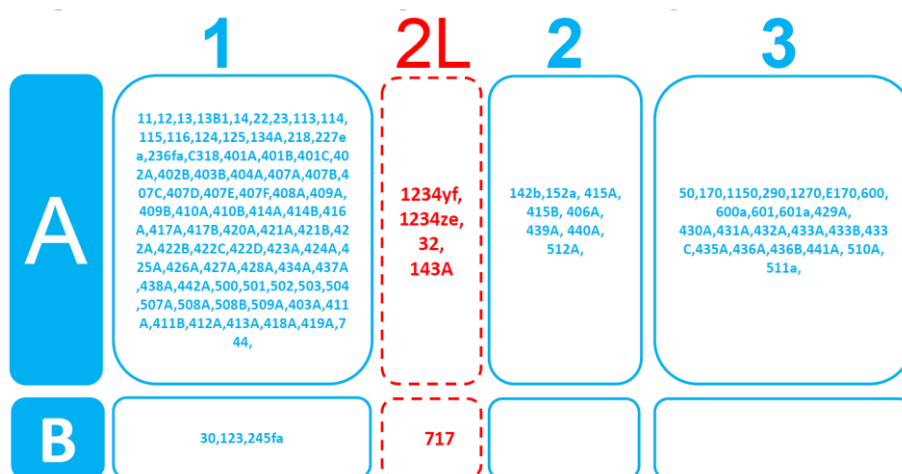 1
2L
2
3
A
11,12,13,13B1,14,22,23,113,114,
115,116,124,125,134A,218,227e
a,236fa,C318,401A,401B,401C,40
2A,402B,403B,404A,407A,407B,4
07C,407D,407E,407F,408A,409A,
409B,410A,410B,414A,414B,416
A,417A,417B,420A,421A,421B,42
2A,422B,422C,422D,423A,424A,4
25A,426A,427A,428A,434A,437A
,438A,442A,500,501,502,503,504
,507A,508A,508B,509A,403A,411
A,411B,412A,413A,418A,419A,7
44,
1234yf,
1234ze,
32,
143A
142b,152a, 415A,
415B, 406A,
439A, 440A,
512A,
50,170,1150,290,1270,E170,600,
600a,601,601a,429A,
430A,431A,432A,433A,433B,433
C,435A,436A,436B,441A, 510A,
511a,
B
30,123,245fa
717